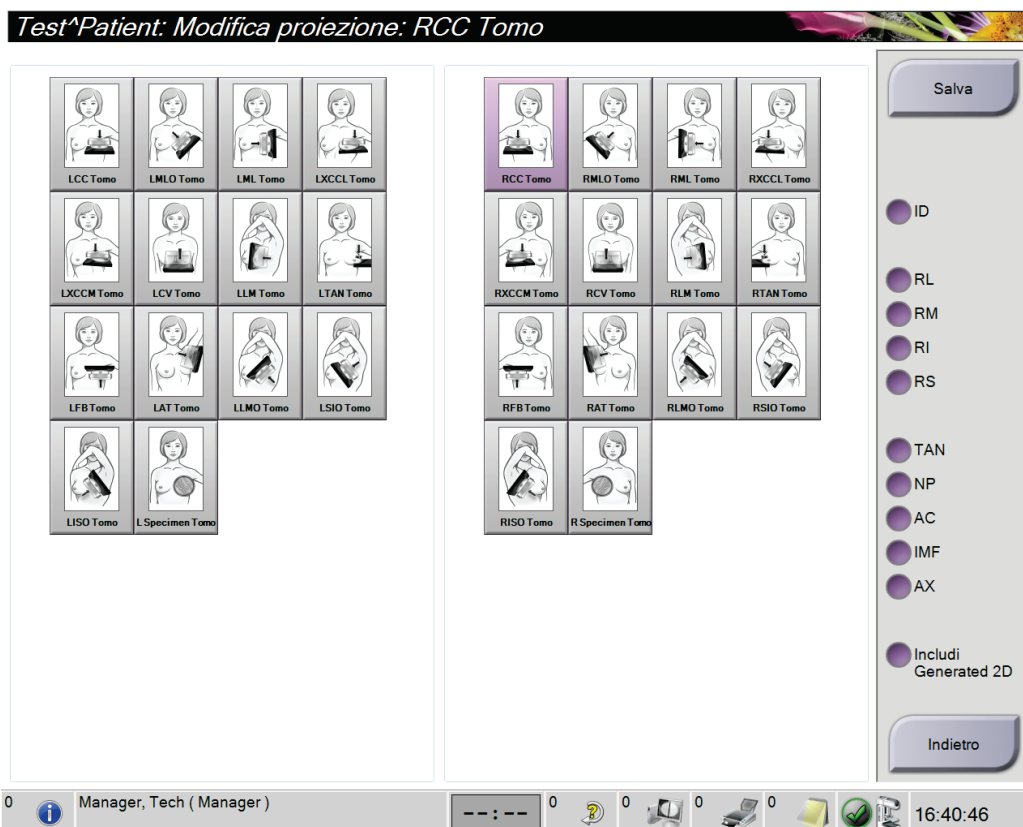 Test^Patient: Modifica proiezione: RCC Tomo
LCC Tomo
LMLO Tomo
LML Tomo
LXCCL Tomo
LXCCM Tomo
LCV Tomo
LLM Tomo
LTAN Tomo
LFB Tomo
LAT Tomo
LLMO Tomo
LSIO Tomo
LISO Tomo
L Specimen Tomo
RCC Tomo
RMLO Tomo
RML Tomo
RXCCL Tomo
RXCCM Tomo
RCV Tomo
RLM Tomo
RTAN Tomo
RFB Tomo
RAT Tomo
RLMO Tomo
RSIO Tomo
RISO Tomo
R Specimen Tomo
Salva
ID
RL
RM
RI
RS
TAN
NP
AC
IMF
AX
Includi
Generated 2D
Indietro
0
Manager, Tech ( Manager )
--:--
0
0
0
0
16:40:46